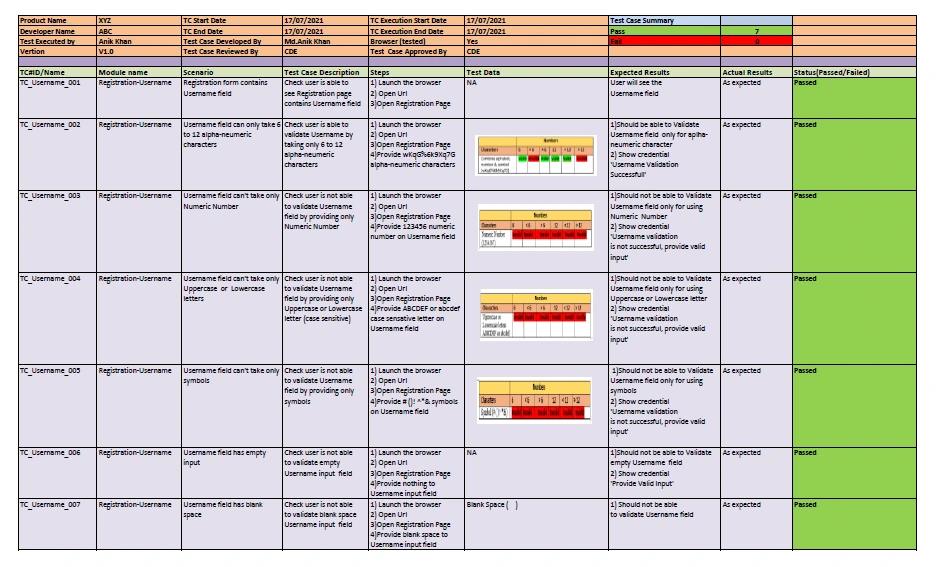 Product Name XYZ TC Start Date 17/07/2021 TC Execution Start Date 17/07/2021 Test Case Summary
Developer Name ABC TC End Date 17/07/2021 TC Execution End Date 17/07/2021 Pass 7
Test Executed by Anik Khan Test Case Developed By Md.Anik Khan Browser (tested) Yes Fail 0
Vertion V1.0 Test Case Reviewed By CDE Test Case Approved By CDE
TC#ID/Name Module name Scenario Test Case Description Steps Test Data Expected Results Actual Results Status(Passed/Failed)
TC_Username_001 Registration-Username Registration form contains Check user is able to 1) Launch the browser NA User will see the As expected Passed
Username field see Registration page 2) Open Url Username field
contains Username field 3)Open Registration Page
TC_Username_002 Registration-Username Username field can only take 6 Check user is able to 1) Launch the browser 1)Should be able to Validate As expected Passed
to 12 alpha-neumeric validate Username by 2) Open Url Username field only for aplha-
characters taking only 6 to 12 3)Open Registration Page neumeric character
alpha-neumeric 4)Provide 2) Show credential
characters alpha-neumeric characters 'Username Validation
Successfull'
Numbers
Characters 0 < 6 > 6 12 < 12 > 12
TC_Username_003 Registration-Username Username field can't take only Check user is not able 1) Launch the browser 1)Should not be able to Validate As expected Passed
Numeric Number to validate Username 2) Open Url Username field only for using
field by providing only 3)Open Registration Page Numeric Number
Numeric Number 4)Provide 123456 numeric 2) Show credential
number on Username field 'Username validation
is not successful, provide valid
input'
Numbers
Characters
Numeric Number
TC_Username_004 Registration-Username Username field can't take only Check user is not able 1) Launch the browser 1)Should not be able to Validate As expected Passed
Uppercase or Lowercase to validate Username 2) Open Url Username field only for using
letters field by providing only 3)Open Registration Page Uppercase or Lowercase letter
Uppercase or Lowercase 4)Provide ABCDEF or abcdef 2) Show credential
letter (case sensitive) case sensative letter on 'Username validation
Username field is not successful, provide valid
input'
Numbers
Characters
Uppercase or
Lowercase letters
ABCDEF or abcdef
TC_Username_005 Registration-Username Username field can't take only Check user is not able 1) Launch the browser 1)Should not be able to Validate As expected Passed
symbols to validate Username 2) Open Url Username field only for using
field by providing only 3)Open Registration Page symbols
symbols 4)Provide # {}! ^*& symbols 2) Show credential
on Username field 'Username validation
is not successful, provide valid
input'
Numbers
Characters
TC_Username_006 Registration-Username Username field has empty Check user is not able 1) Launch the browser NA 1)Should not be able to Validate As expected Passed
input to validate empty 2) Open Url empty Username field
Username input field 3)Open Registration Page 2) Show credential
4)Provide nothing to 'Provide Valid Input'
Username input field
TC_Username_007 Registration-Username Username field has blank Check user is not able 1) Launch the browser Blank Space ( ) 1) Should not be able As expected Passed
space to validate blank space 2) Open Url to validate Username field
Username input field 3)Open Registration Page
4)Provide blank space to
Username input field